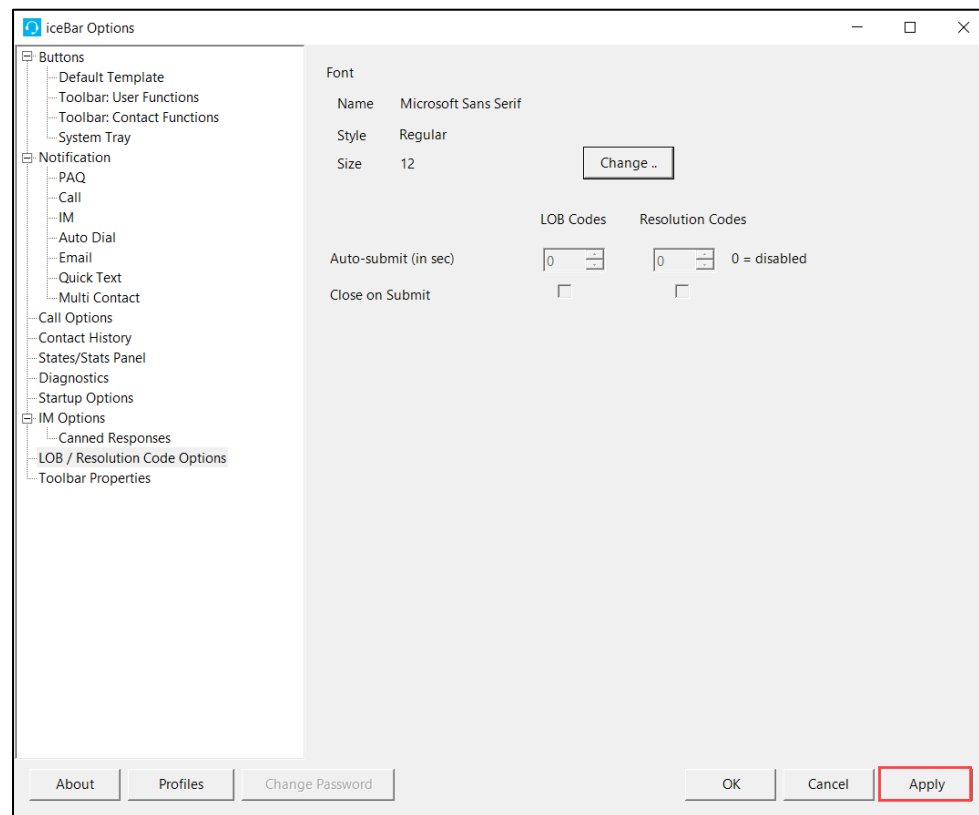 iceBar Options
Buttons
Default Template
Toolbar: User Functions
Toolbar: Contact Functions
System Tray
Notification
PAQ
Call
IM
Auto Dial
Email
Quick Text
Multi Contact
Call Options
Contact History
States/Stats Panel
Diagnostics
Startup Options
IM Options
Canned Responses
LOB / Resolution Code Options
Toolbar Properties
Font
Name Microsoft Sans Serif
Style Regular
Size 12 Change ..
LOB Codes Resolution Codes
Auto-submit (in sec) 0 0 0 = disabled
Close on Submit
About Profiles Change Password OK Cancel Apply